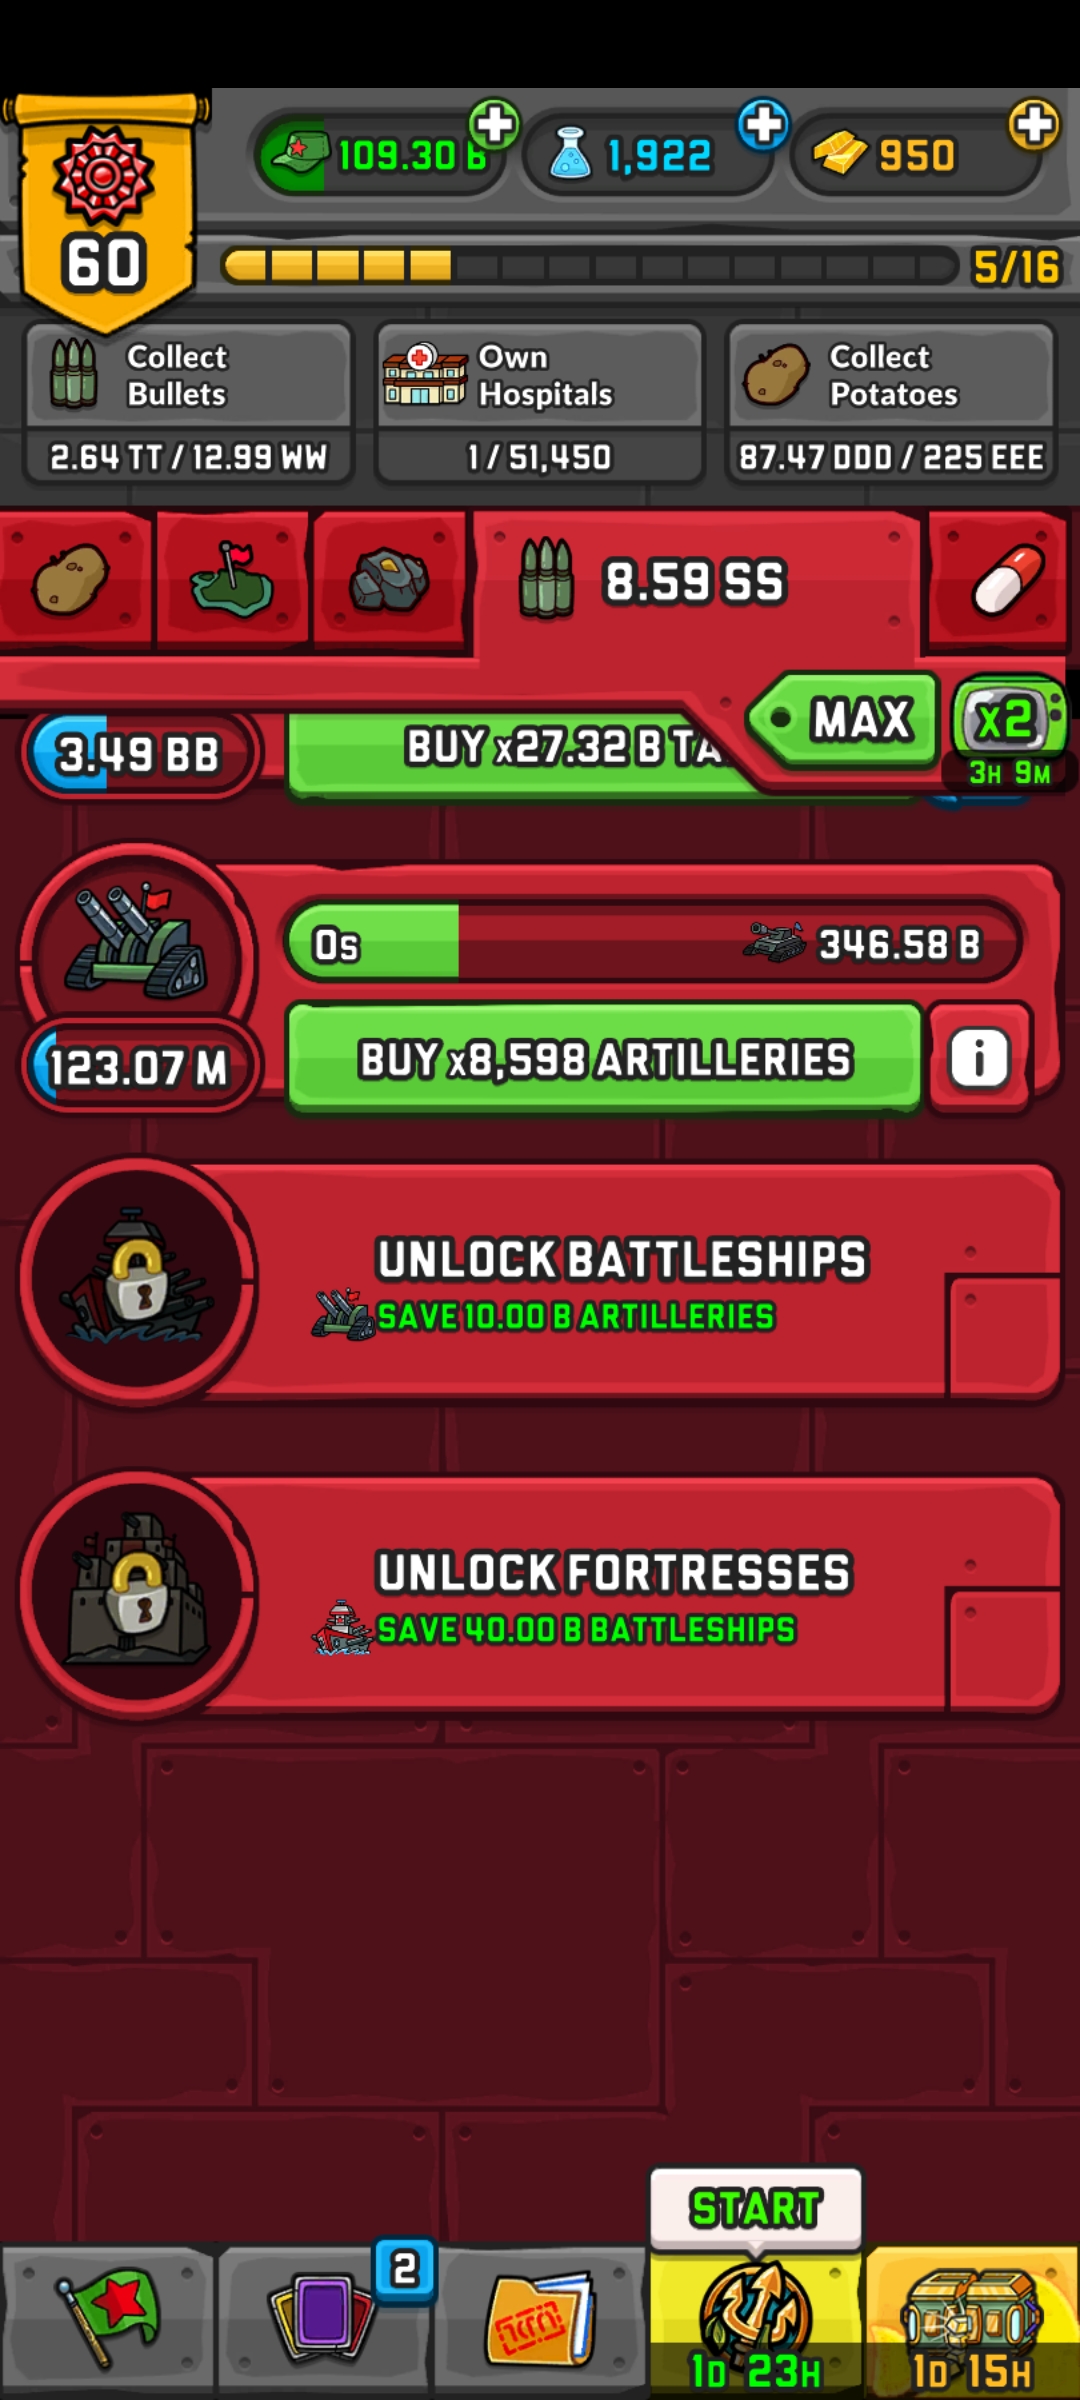 60
109.30 B
1,922
950
5/16
Collect
Bullets
2.64 TT / 12.99 WW
Own
Hospitals
1 / 51,450
Collect
Potatoes
87.47 DDD / 225 EEE
8.59 SS
MAX
x2
3H 9M
3.49 BB
BUY x27.32 B
0s
346.58 B
123.07 M
BUY x8,598 ARTILLERIES
i
UNLOCK BATTLESHIPS
SAVE 10.00 B ARTILLERIES
UNLOCK FORTRESSES
SAVE 40.00 B BATTLESHIPS
START
2
1D 23H
1D 15H